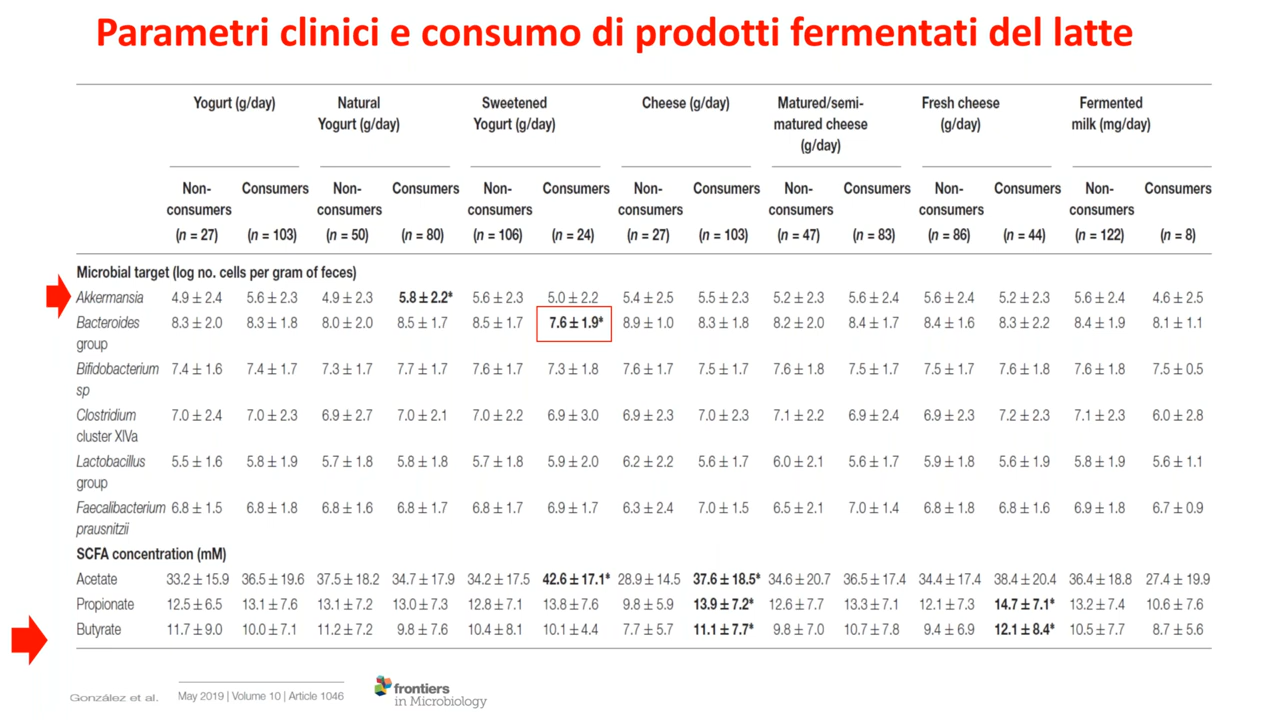 Parametri clinici e consumo di prodotti fermentati del latte
Yogurt (g/day) Natural Sweetened Cheese (g/day) Matured/semi- Fresh cheese Fermented
Yogurt (g/day) Yogurt (g/day) matured cheese (g/day) milk (mg/day)
(g/day)
Non- Consumers Non- Consumers Non- Consumers Non- Consumers Non- Consumers Non- Consumers Non- Consumers
consumers consumers consumers consumers consumers consumers consumers
(n = 27) (n = 103) (n = 50) (n = 80) (n = 106) (n = 24) (n = 27) (n = 103) (n = 47) (n = 83) (n = 86) (n = 44) (n = 122) (n = 8)
Microbial target (log no. cells per gram of feces)
Akkermansia 4.9 ± 2.4 5.6 ± 2.3 4.9 ± 2.3 5.8 ± 2.2* 5.6 ± 2.3 5.0 ± 2.2 5.4 ± 2.5 5.5 ± 2.3 5.2 ± 2.3 5.6 ± 2.4 5.6 ± 2.4 5.2 ± 2.3 5.6 ± 2.4 4.6 ± 2.5
Bacteroides 8.3 ± 2.0 8.3 ± 1.8 8.0 ± 2.0 8.5 ± 1.7 8.5 ± 1.7 7.6 ± 1.9* 8.9 ± 1.0 8.3 ± 1.8 8.2 ± 2.0 8.4 ± 1.7 8.4 ± 1.6 8.3 ± 2.2 8.4 ± 1.9 8.1 ± 1.1
group
Bifidobacterium 7.4 ± 1.6 7.4 ± 1.7 7.3 ± 1.7 7.7 ± 1.7 7.6 ± 1.7 7.3 ± 1.8 7.6 ± 1.7 7.5 ± 1.7 7.6 ± 1.8 7.5 ± 1.7 7.5 ± 1.7 7.6 ± 1.8 7.6 ± 1.8 7.5 ± 0.5
sp
Clostridium 7.0 ± 2.4 7.0 ± 2.3 6.9 ± 2.7 7.0 ± 2.1 7.0 ± 2.2 6.9 ± 3.0 6.9 ± 2.3 7.0 ± 2.3 7.1 ± 2.2 6.9 ± 2.4 6.9 ± 2.3 7.2 ± 2.3 7.1 ± 2.3 6.0 ± 2.8
cluster XIVa
Lactobacillus 5.5 ± 1.6 5.8 ± 1.9 5.7 ± 1.8 5.8 ± 1.8 5.7 ± 1.8 5.9 ± 2.0 6.2 ± 2.2 5.6 ± 1.7 6.0 ± 2.1 5.6 ± 1.7 5.9 ± 1.8 5.6 ± 1.9 5.8 ± 1.9 5.6 ± 1.1
group
Faecalibacterium 6.8 ± 1.5 6.8 ± 1.8 6.8 ± 1.6 6.8 ± 1.7 6.8 ± 1.7 6.9 ± 1.7 6.3 ± 2.4 7.0 ± 1.5 6.5 ± 2.1 7.0 ± 1.4 6.8 ± 1.8 6.8 ± 1.6 6.9 ± 1.8 6.7 ± 0.9
prausnitzii
SCFA concentration (mM)
Acetate 33.2 ± 15.9 36.5 ± 19.6 37.5 ± 18.2 34.7 ± 17.9 34.2 ± 17.5 42.6 ± 17.1* 28.9 ± 14.5 37.6 ± 18.5* 34.6 ± 20.7 36.5 ± 17.4 34.4 ± 17.4 38.4 ± 20.4 36.4 ± 18.8 27.4 ± 19.9
Propionate 12.5 ± 6.5 13.1 ± 7.6 13.1 ± 7.2 13.0 ± 7.3 12.8 ± 7.1 13.8 ± 7.6 9.8 ± 5.9 13.9 ± 7.2* 12.6 ± 7.7 13.3 ± 7.1 12.1 ± 7.3 14.7 ± 7.1* 13.2 ± 7.4 10.6 ± 7.6
Butyrate 11.7 ± 9.0 10.0 ± 7.1 11.2 ± 7.2 9.8 ± 7.6 10.4 ± 8.1 10.1 ± 4.4 7.7 ± 5.7 11.1 ± 7.7* 9.8 ± 7.0 10.7 ± 7.8 9.4 ± 6.9 12.1 ± 8.4* 10.5 ± 7.7 8.7 ± 5.6
González et al. May 2019 | Volume 10 | Article 1046 frontiers
in Microbiology